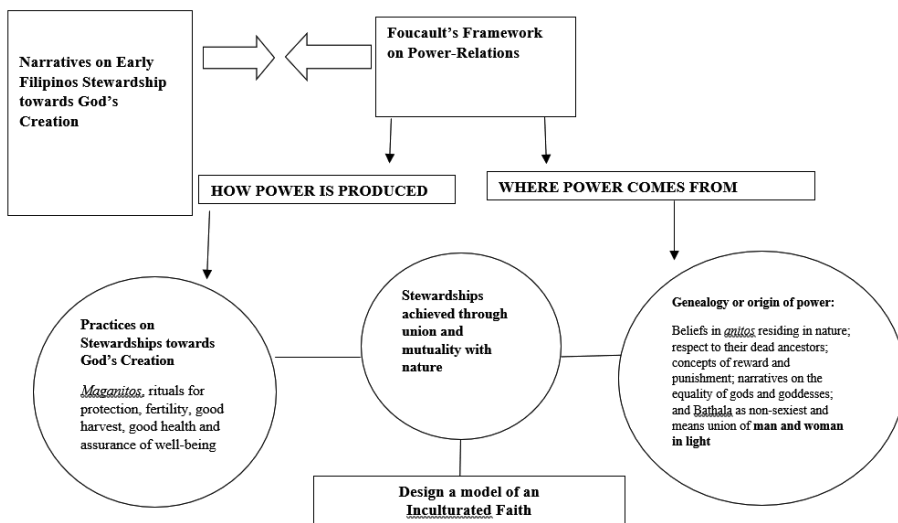 Narratives on Early
Filipinos Stewardship
towards God's
Creation
Foucault's Framework
on Power-Relations
HOW POWER IS PRODUCED
WHERE POWER COMES FROM
Practices on
Stewardships towards
God's Creation
Maganitos, rituals for
protection, fertility, good
harvest, good health and
assurance of well-being
Stewardships
achieved through
union and
mutuality with
nature
Genealogy or origin of power:
Beliefs in anitos residing in nature;
respect to their dead ancestors;
concepts of reward and
punishment; narratives on the
equality of gods and goddesses;
and Bathala as non-sexiest and
means union of man and woman
in light
Design a model of an
Inculturated Faith